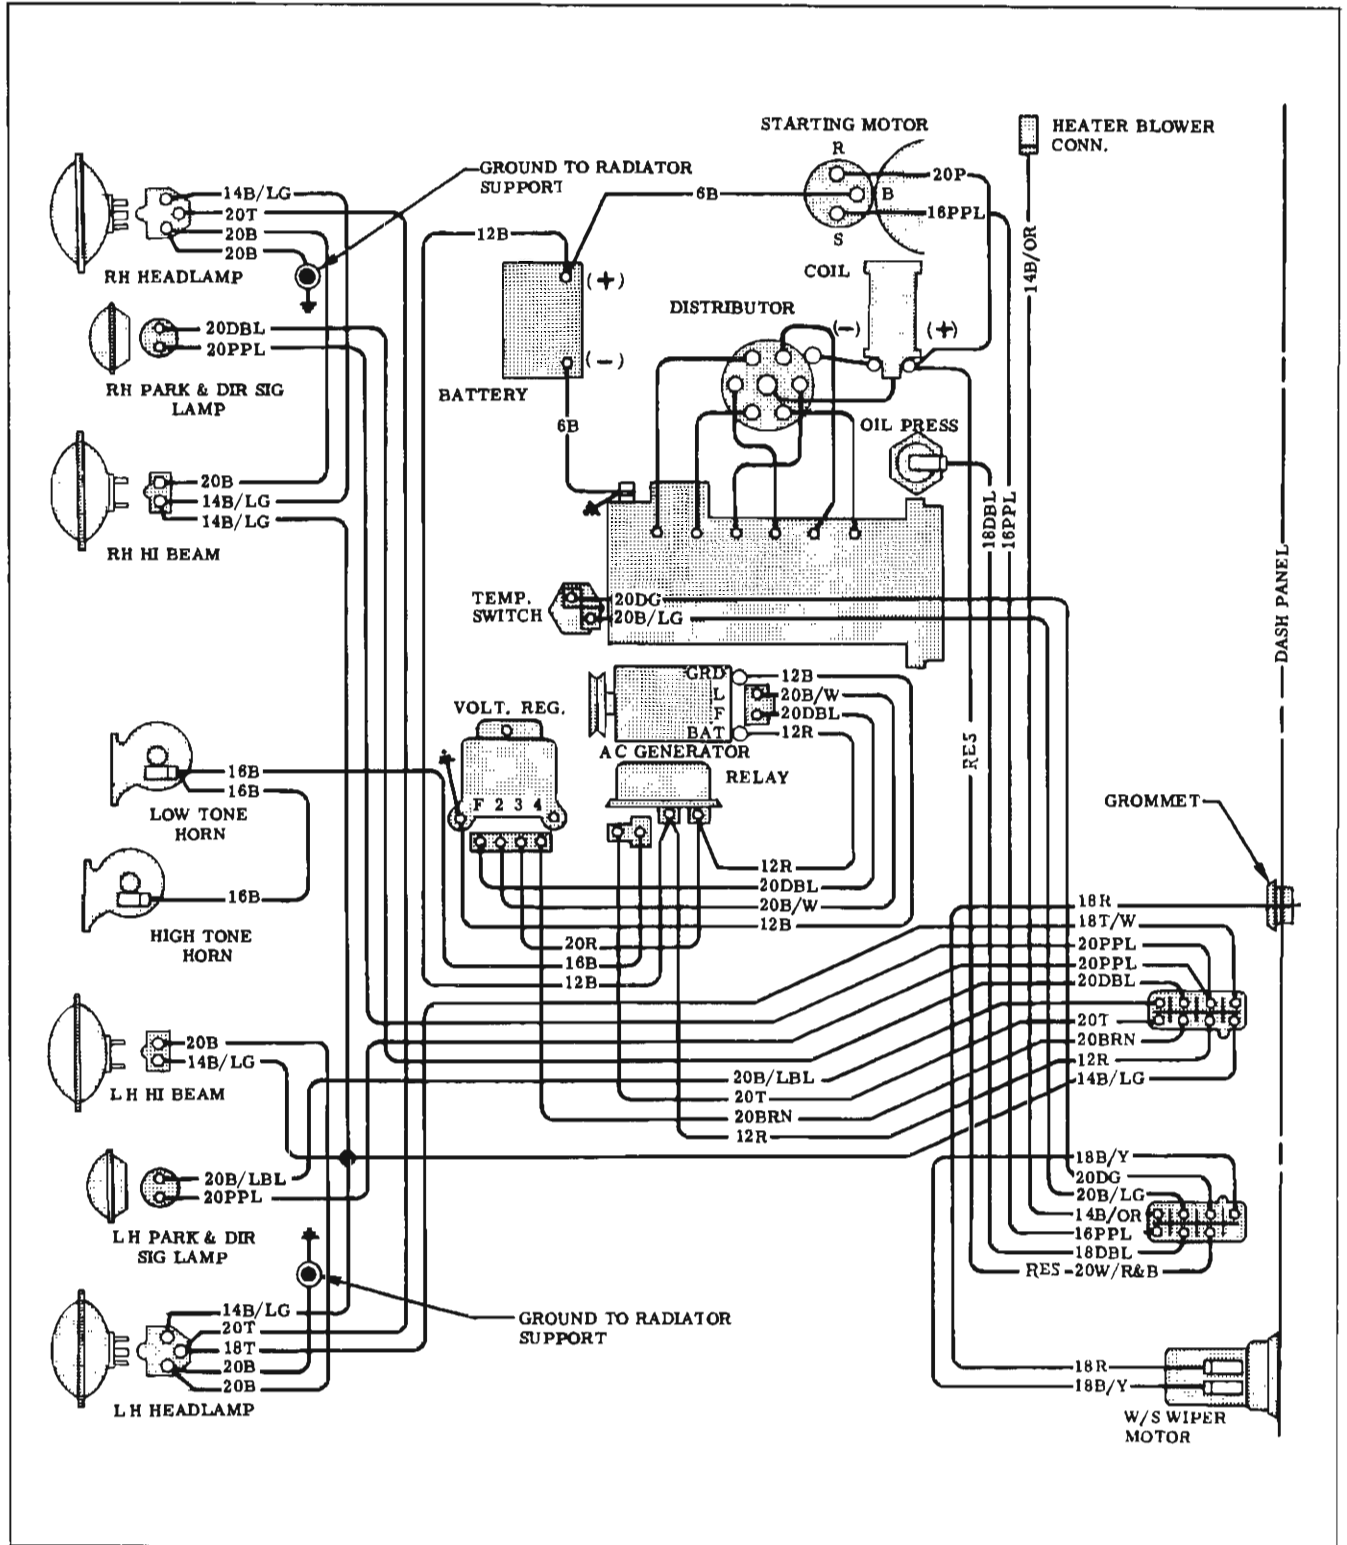 STARTING MOTOR
R
B
S
20P
16PPL
HEATER BLOWER
CONN.
14B/OR
GROUND TO RADIATOR
SUPPORT
6B
12B
14B/LG
20T
20B
20B
RH HEADLAMP
COIL
(-)
(+)
DISTRIBUTOR
(+)
(-)
BATTERY
6B
20DBL
20PPL
RH PARK & DIR SIG
LAMP
OIL PRESS
20B
14B/LG
14B/LG
RH HI BEAM
18DBL
16PPL
DASH PANEL
TEMP.
SWITCH
20DG
20B/LG
GRD
L
F
BAT
12B
20B/W
20DBL
12R
AC GENERATOR
VOLT. REG.
F 2 3 4
RELAY
RES
16B
16B
LOW TONE
HORN
16B
HIGH TONE
HORN
GROMMET
12R
20DBL
20B/W
12B
20R
16B
12B
18R
18T/W
20PPL
20PPL
20DBL
20T
20BRN
12R
14B/LG
20B
14B/LG
LH HI BEAM
20B/LBL
20T
20BRN
12R
20B/LBL
20PPL
LH PARK & DIR
SIG LAMP
18B/Y
20DG
20B/LG
14B/OR
16PPL
18DBL
RES-20W/R&B
14B/LG
20T
18T
20B
20B
LH HEADLAMP
GROUND TO RADIATOR
SUPPORT
18R
18B/Y
W/S WIPER
MOTOR